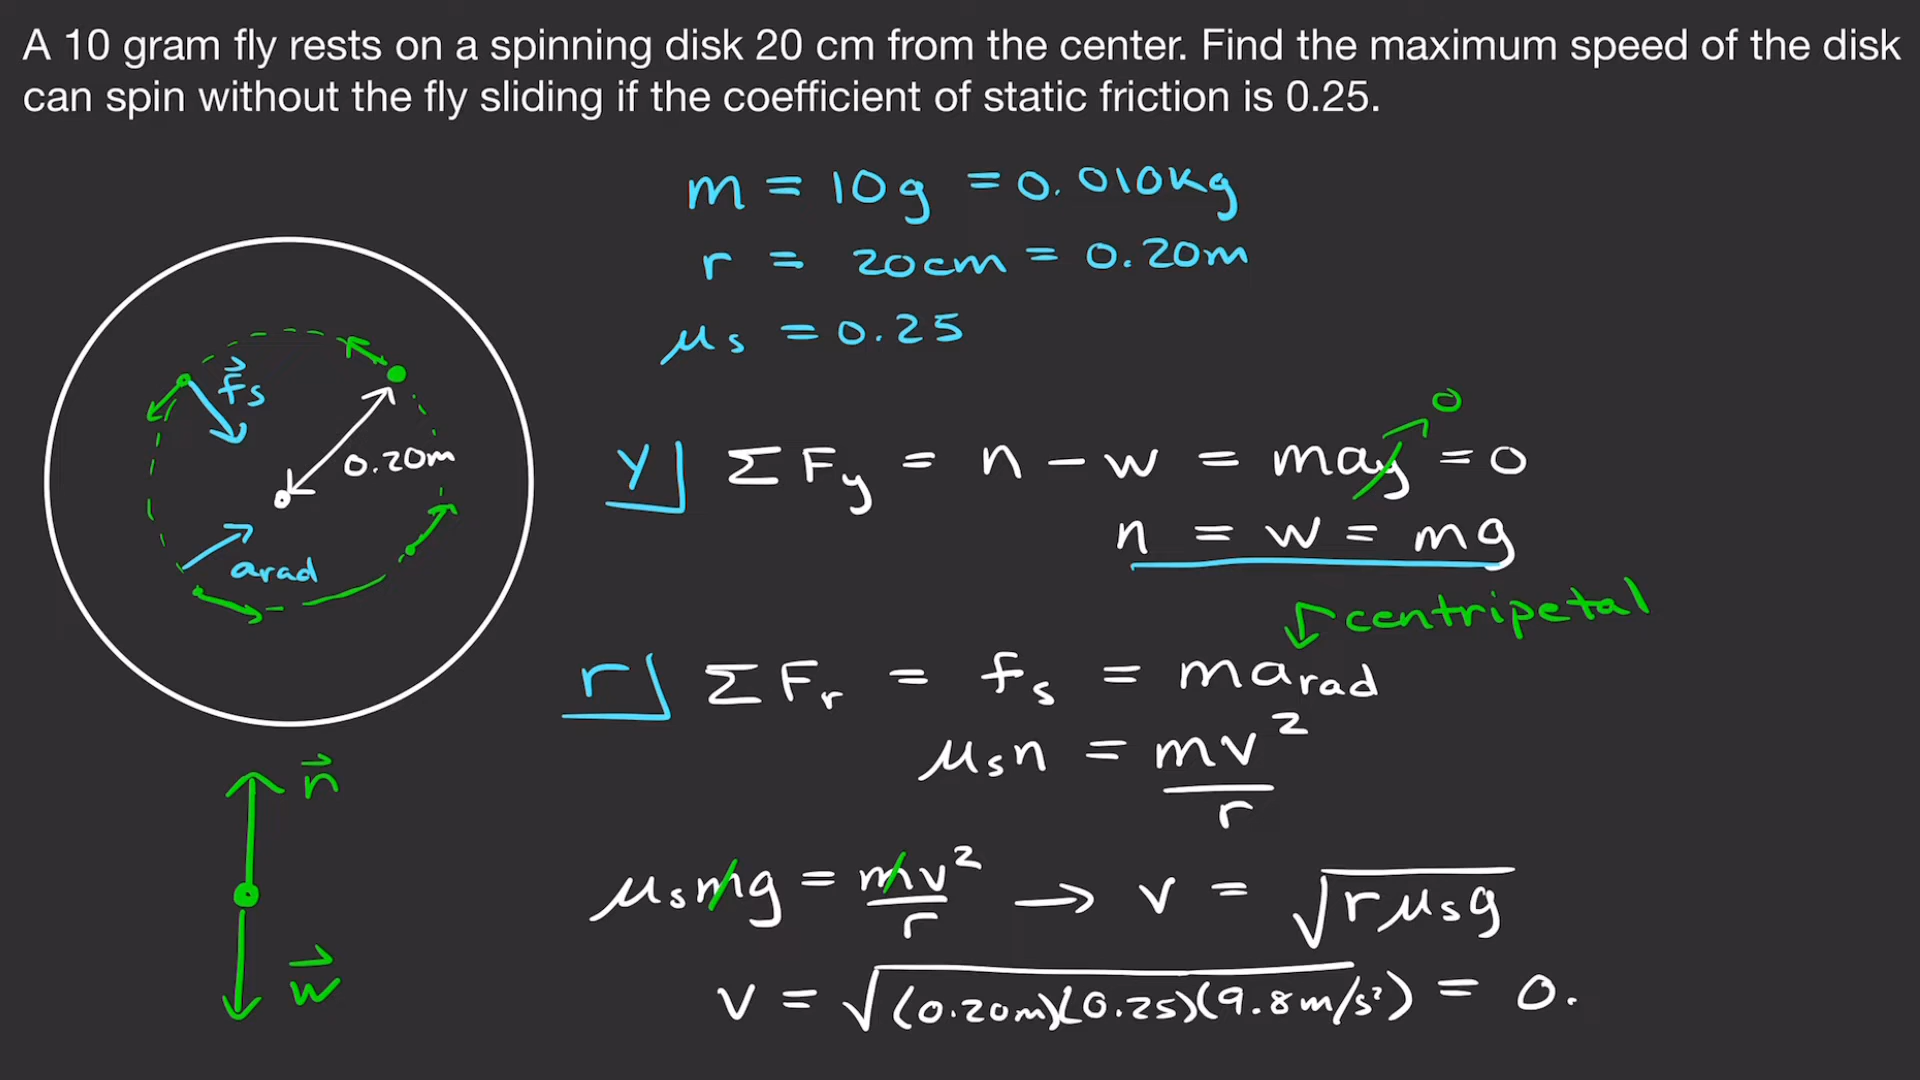 A 10 gram fly rests on a spinning disk 20 cm from the center. Find the maximum speed of the disk
can spin without the fly sliding if the coefficient of static friction is 0.25.
m = 10g = 0.010kg
r = 20cm = 0.20m
μs = 0.25
f⃗s
0.20m
arad
n⃗
w⃗
y ΣFy = n - w = may = 0
0
n = w = mg
centripetal
r ΣFr = fs = marad
μsn = mv²/r
μsmg = mv²/r → v = √rμsg
v = √(0.20m)(0.25)(9.8m/s²) = 0.